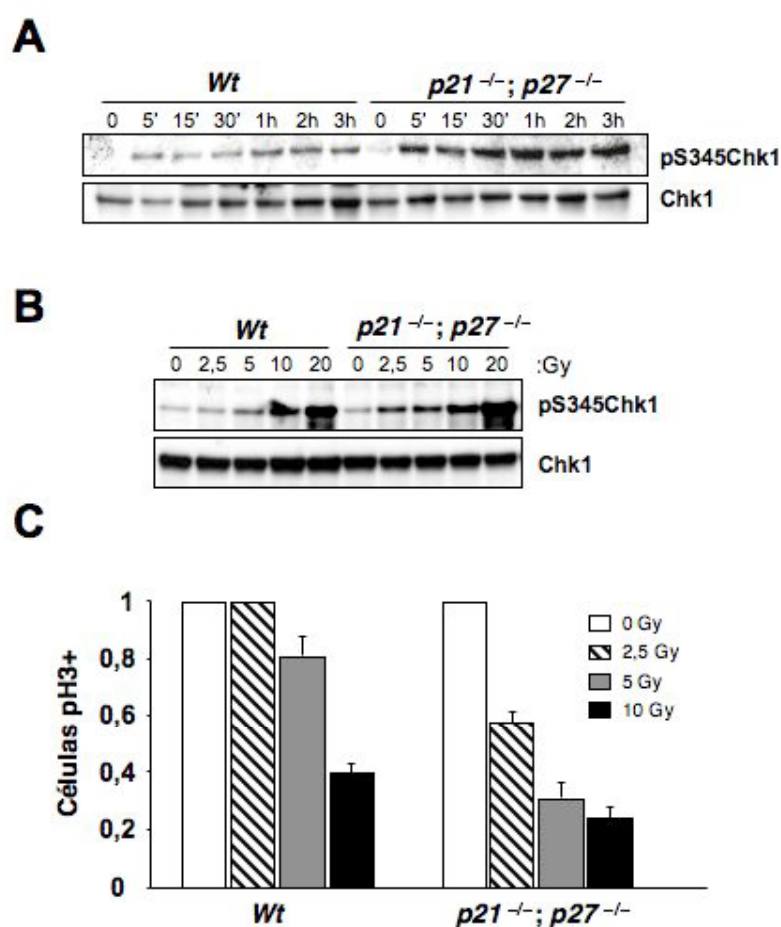 A
Wt p21 –/–; p27 –/–
0 5' 15' 30' 1h 2h 3h 0 5' 15' 30' 1h 2h 3h
pS345Chk1
Chk1
B
Wt p21 –/–; p27 –/–
0 2,5 5 10 20 0 2,5 5 10 20 :Gy
pS345Chk1
Chk1
C
Células pH3+
1
0,8
0,6
0,4
0,2
0
0 Gy
2,5 Gy
5 Gy
10 Gy
Wt p21 –/–; p27 –/–